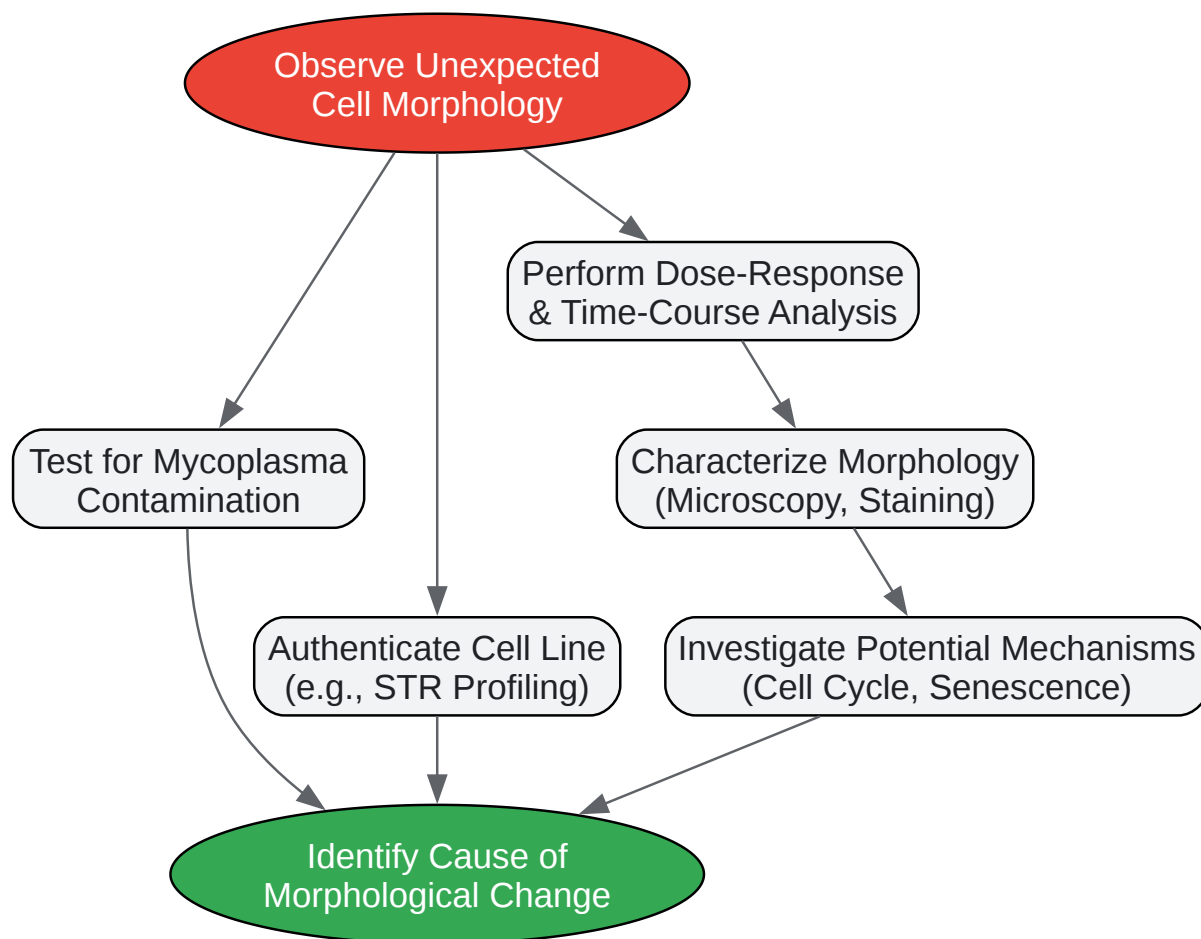 Observe Unexpected
Cell Morphology
Perform Dose-Response
& Time-Course Analysis
Test for Mycoplasma
Contamination
Characterize Morphology
(Microscopy, Staining)
Authenticate Cell Line
(e.g., STR Profiling)
Investigate Potential Mechanisms
(Cell Cycle, Senescence)
Identify Cause of
Morphological Change